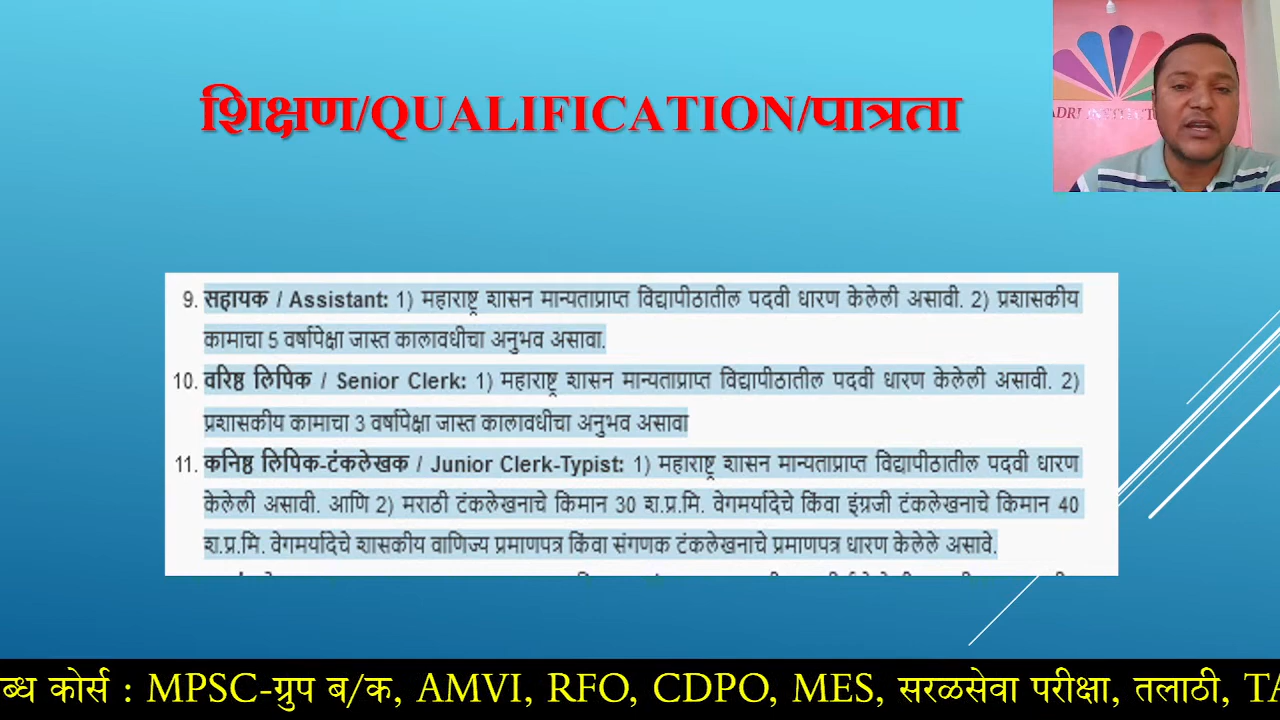 शिक्षण/QUALIFICATION/पात्रता
9. सहायक / Assistant: 1) महाराष्ट्र शासन मान्यताप्राप्त विद्यापीठातील पदवी धारण केलेली असावी. 2) प्रशासकीय
कामाचा 5 वर्षापेक्षा जास्त कालावधीचा अनुभव असावा.
10. वरिष्ठ लिपिक / Senior Clerk: 1) महाराष्ट्र शासन मान्यताप्राप्त विद्यापीठातील पदवी धारण केलेली असावी. 2)
प्रशासकीय कामाचा 3 वर्षापेक्षा जास्त कालावधीचा अनुभव असावा
11. कनिष्ठ लिपिक-टंकलेखक / Junior Clerk-Typist: 1) महाराष्ट्र शासन मान्यताप्राप्त विद्यापीठातील पदवी धारण
केलेली असावी. आणि 2) मराठी टंकलेखनाचे किमान 30 श.प्र.मि. वेगमर्यादेचे किंवा इंग्रजी टंकलेखनाचे किमान 40
श.प्र.मि. वेगमर्यादेचे शासकीय वाणिज्य प्रमाणपत्र किंवा संगणक टंकलेखनाचे प्रमाणपत्र धारण केलेले असावे.
ब्ध कोर्स : MPSC-ग्रुप ब/क, AMVI, RFO, CDPO, MES, सरळसेवा परीक्षा, तलाठी, TA